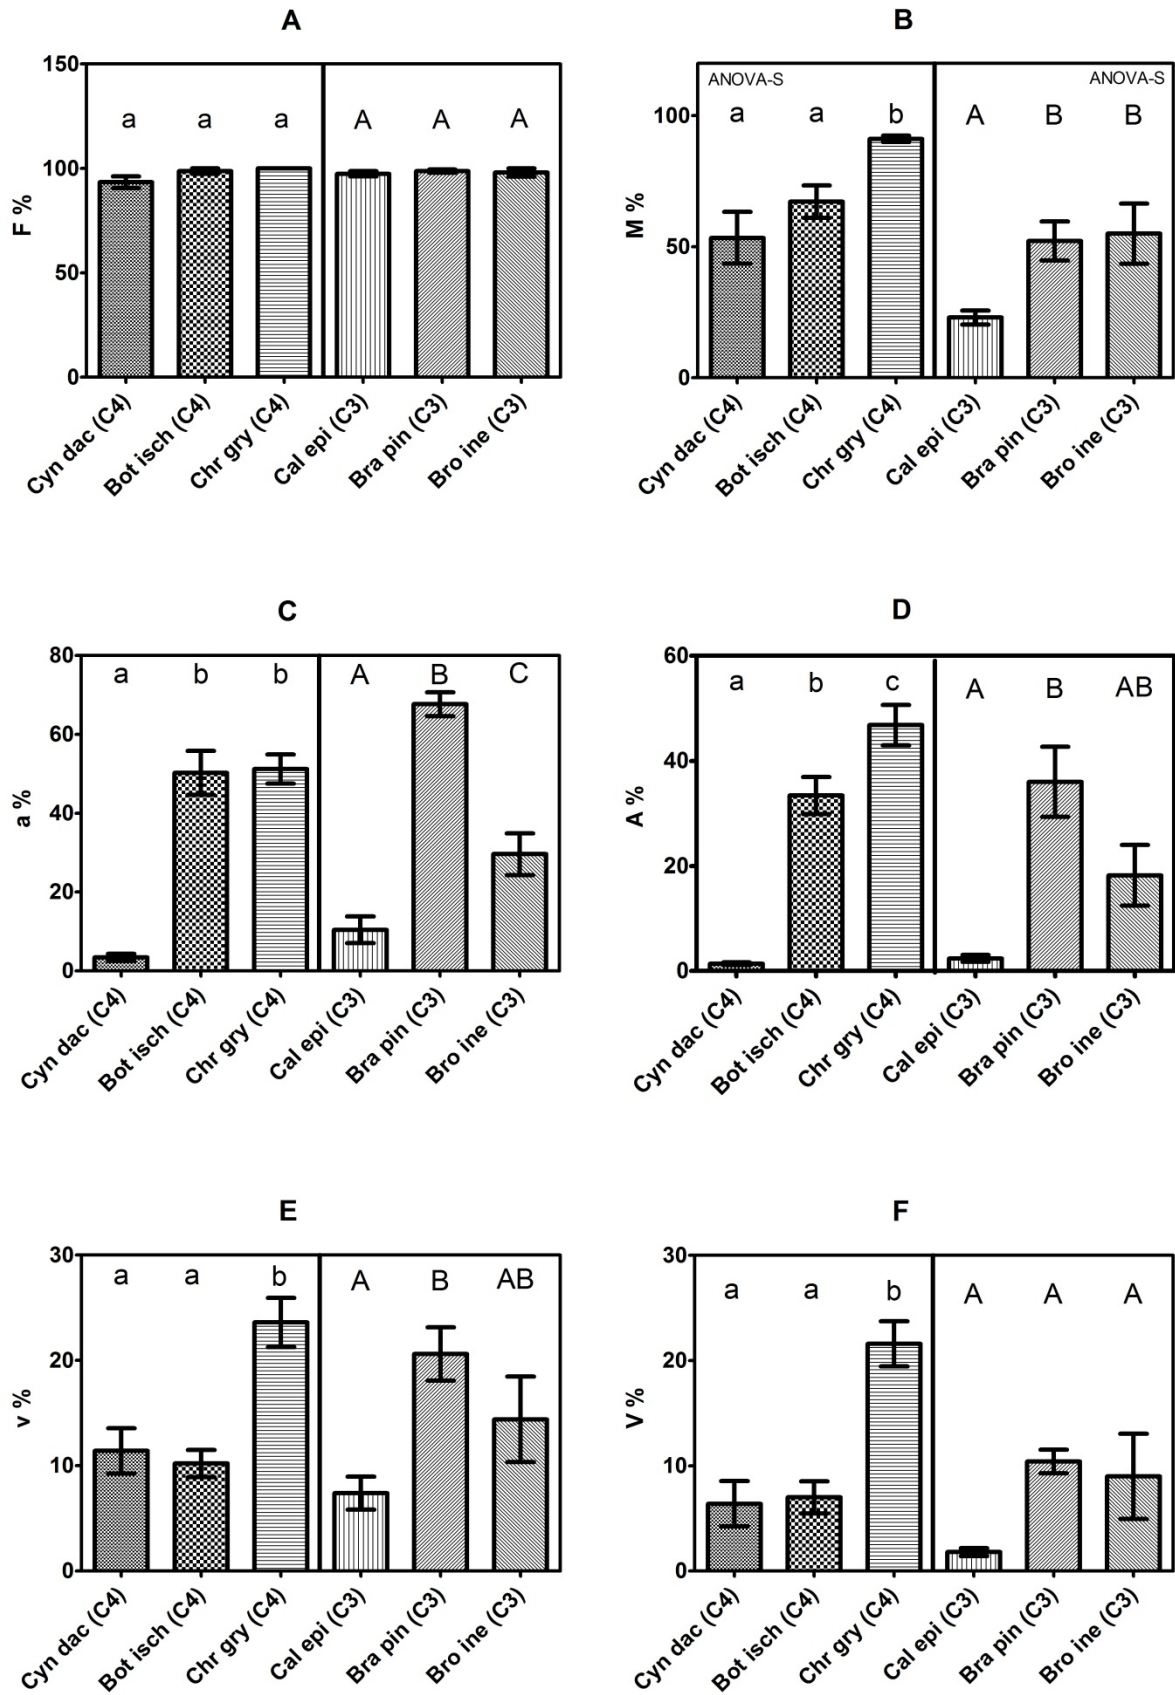 A
150
100
50
0
F %
a a a A A A
Cyn dac (C4)
Bot isch (C4)
Chr gry (C4)
Cal epi (C3)
Bra pin (C3)
Bro ine (C3)
B
ANOVA-S ANOVA-S
100
50
0
M %
a a b A B B
Cyn dac (C4)
Bot isch (C4)
Chr gry (C4)
Cal epi (C3)
Bra pin (C3)
Bro ine (C3)
C
80
60
40
20
0
a %
a b b A B C
Cyn dac (C4)
Bot isch (C4)
Chr gry (C4)
Cal epi (C3)
Bra pin (C3)
Bro ine (C3)
D
60
40
20
0
A %
a b c A B AB
Cyn dac (C4)
Bot isch (C4)
Chr gry (C4)
Cal epi (C3)
Bra pin (C3)
Bro ine (C3)
E
30
20
10
0
v %
a a b A B AB
Cyn dac (C4)
Bot isch (C4)
Chr gry (C4)
Cal epi (C3)
Bra pin (C3)
Bro ine (C3)
F
30
20
10
0
V %
a a b A A A
Cyn dac (C4)
Bot isch (C4)
Chr gry (C4)
Cal epi (C3)
Bra pin (C3)
Bro ine (C3)